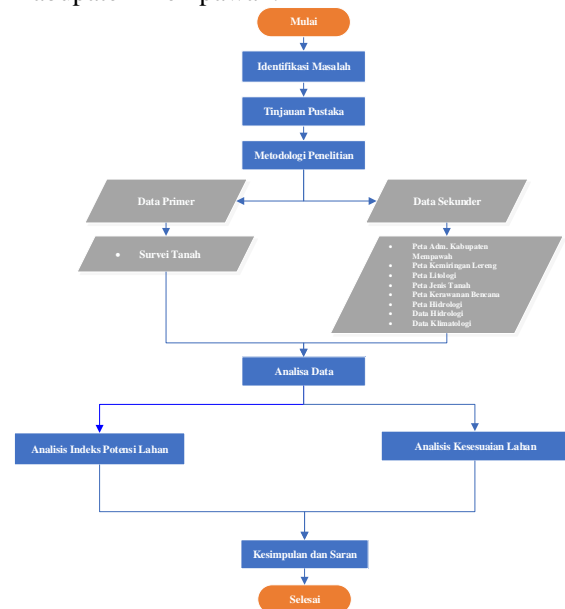 Mulai
Identifikasi Masalah
Tinjauan Pustaka
Metodologi Penelitian
Data Primer
Data Sekunder
• Survei Tanah
• Peta Adm. Kabupaten
Mempawah
• Peta Kemiringan Lereng
• Peta Litologi
• Peta Jenis Tanah
• Peta Kerawanan Bencana
• Peta Hidrologi
• Data Hidrologi
• Data Klimatologi
Analisa Data
Analisis Indeks Potensi Lahan
Analisis Kesesuaian Lahan
Kesimpulan dan Saran
Selesai